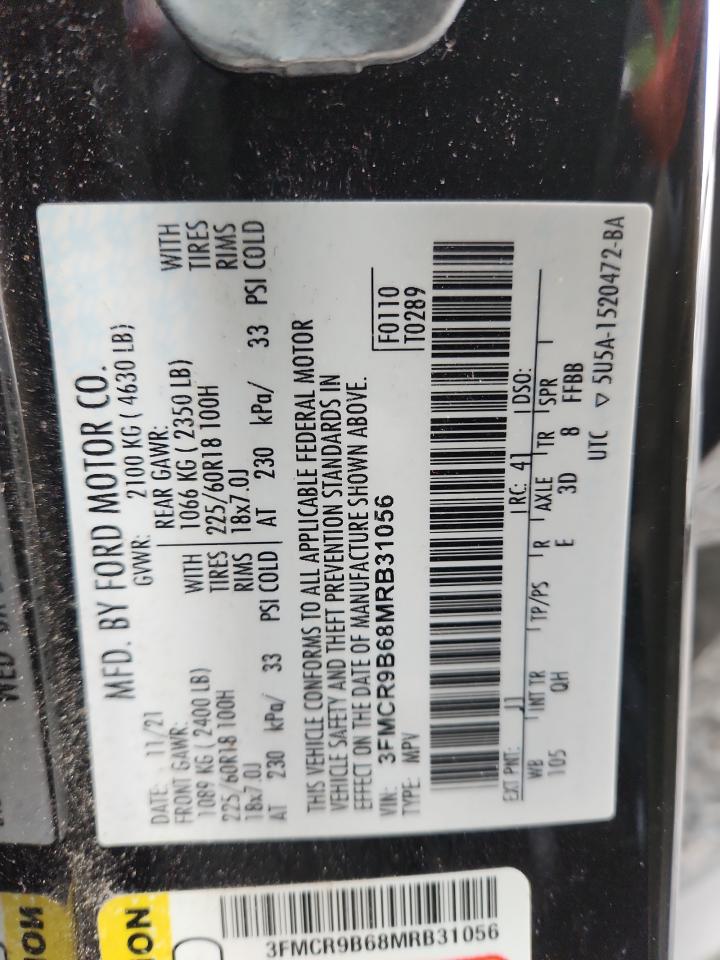 MFD. BY FORD MOTOR CO.
DATE: 11/21 GVWR: 2100 KG ( 4630 LB)
FRONT GAWR: REAR GAWR:
1089 KG ( 2400 LB) WITH 1066 KG ( 2350 LB) WITH
225/60R18 100H TIRES 225/60R18 100H TIRES
18x7.0J RIMS 18x7.0J RIMS
AT 230 kPa/ 33 PSI COLD AT 230 kPa/ 33 PSI COLD
THIS VEHICLE CONFORMS TO ALL APPLICABLE FEDERAL MOTOR
VEHICLE SAFETY AND THEFT PREVENTION STANDARDS IN
EFFECT ON THE DATE OF MANUFACTURE SHOWN ABOVE.
VIN: 3FMCR9B68MRB31056
TYPE: MPV
F0110
T0289
EXT PNT: J1 RC: 41 DSO:
WB INT TR TP/PS R AXLE TR SPR
105 QH E 3D 8 FFBB
UTC ▽ 5U5A-1520472-BA
3FMCR9B68MRB31056